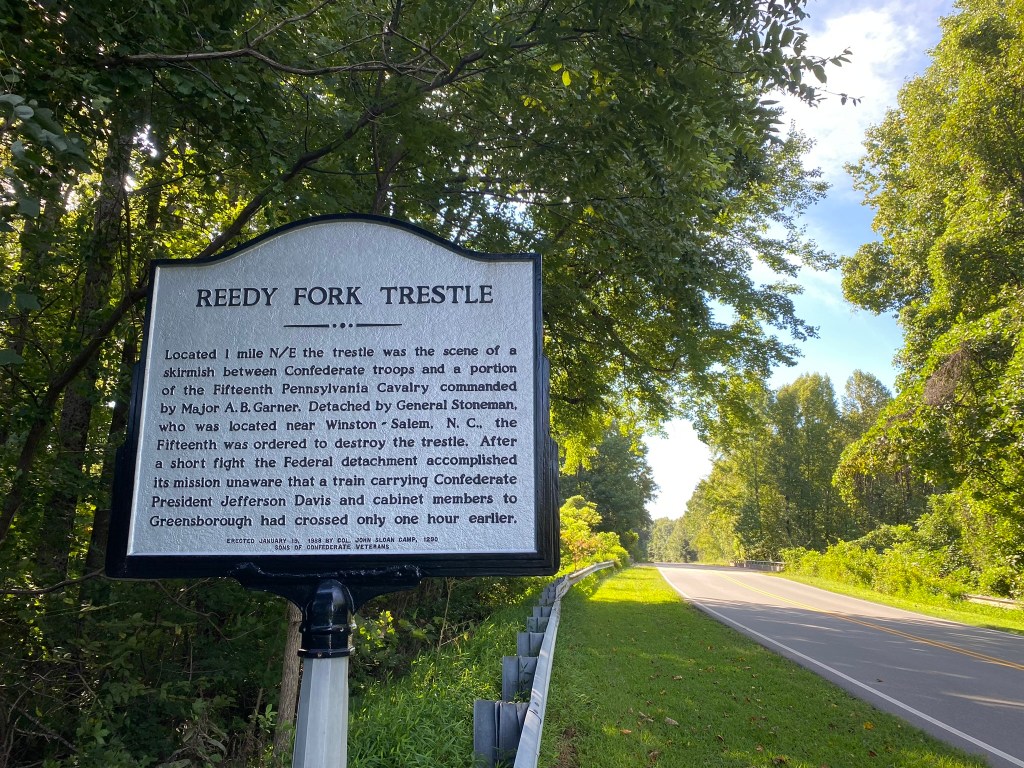 REEDY FORK TRESTLE
Located 1 mile N/E the trestle was the scene of a
skirmish between Confederate troops and a portion
of the Fifteenth Pennsylvania Cavalry commanded
by Major A.B. Garner. Detached by General Stoneman,
who was located near Winston-Salem, N. C., the
Fifteenth was ordered to destroy the trestle. After
a short fight the Federal detachment accomplished
its mission unaware that a train carrying Confederate
President Jefferson Davis and cabinet members to
Greensborough had crossed only one hour earlier.
ERECTED JANUARY 19, 1988 BY COL. JOHN SLOAN CAMP, 1290
SONS OF CONFEDERATE VETERANS